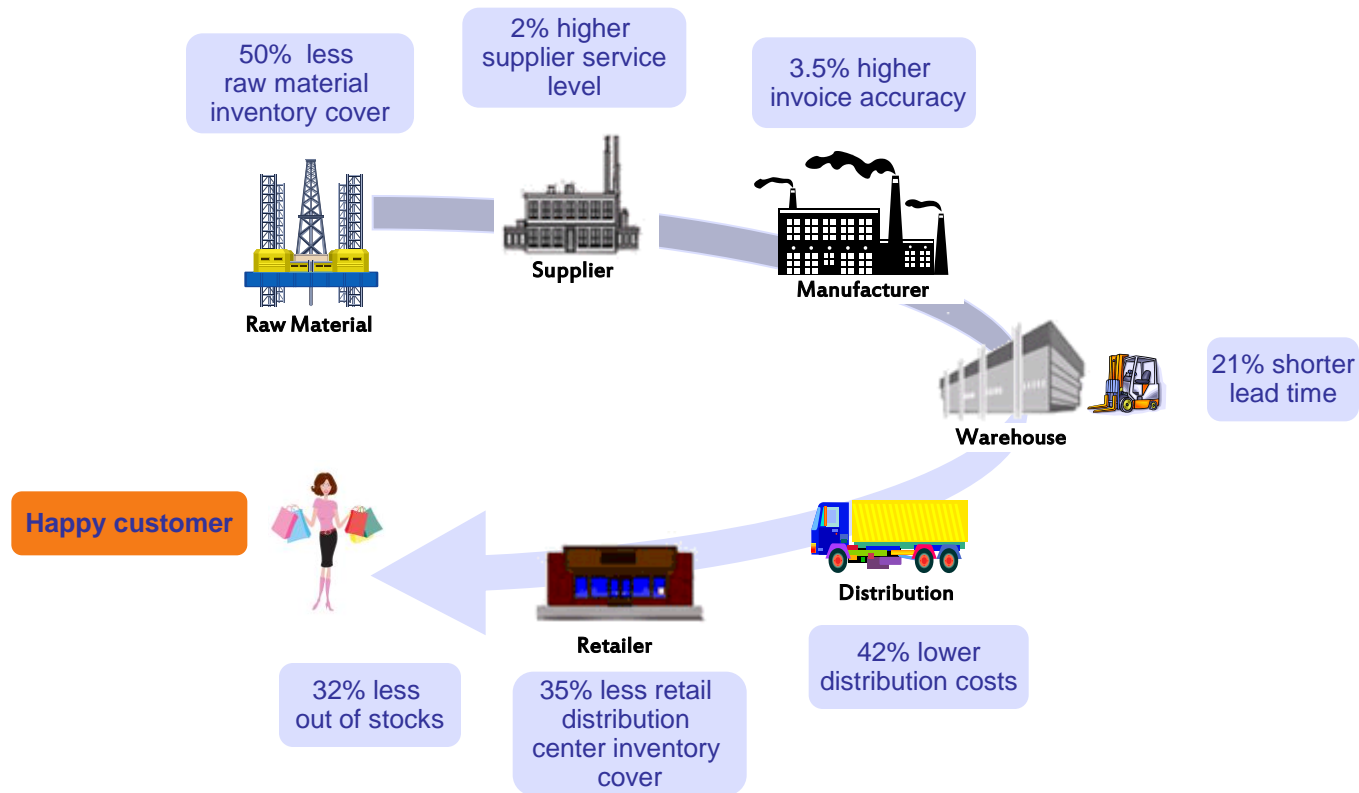 50% less
raw material
inventory cover
2% higher
supplier service
level
3.5% higher
invoice accuracy
Raw Material
Supplier
Manufacturer
21% shorter
lead time
Warehouse
Happy customer
Distribution
Retailer
42% lower
distribution costs
35% less retail
distribution
center inventory
cover
32% less
out of stocks